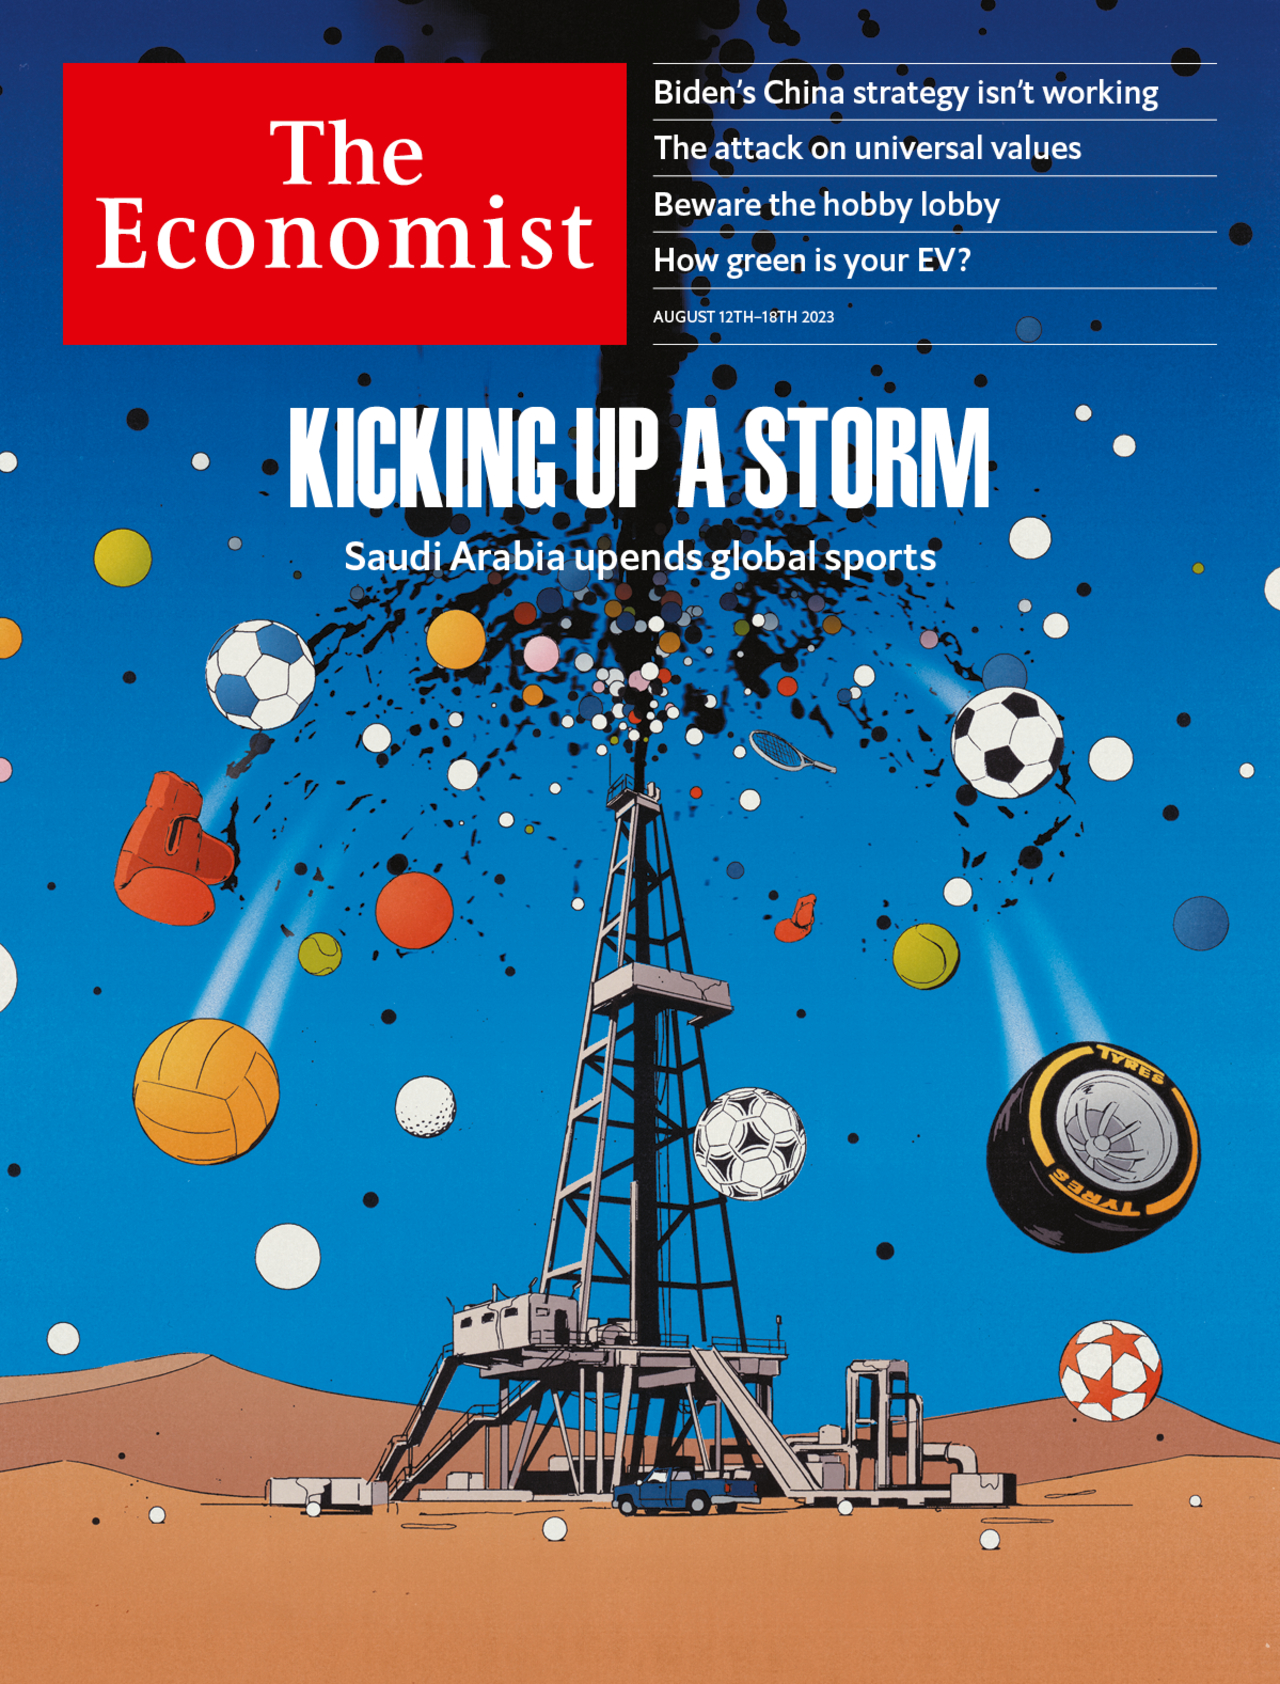 The
Economist
Biden's China strategy isn't working
The attack on universal values
Beware the hobby lobby
How green is your EV?
AUGUST 12TH–18TH 2023
KICKING UP A STORM
Saudi Arabia upends global sports
TYRES
TYRES